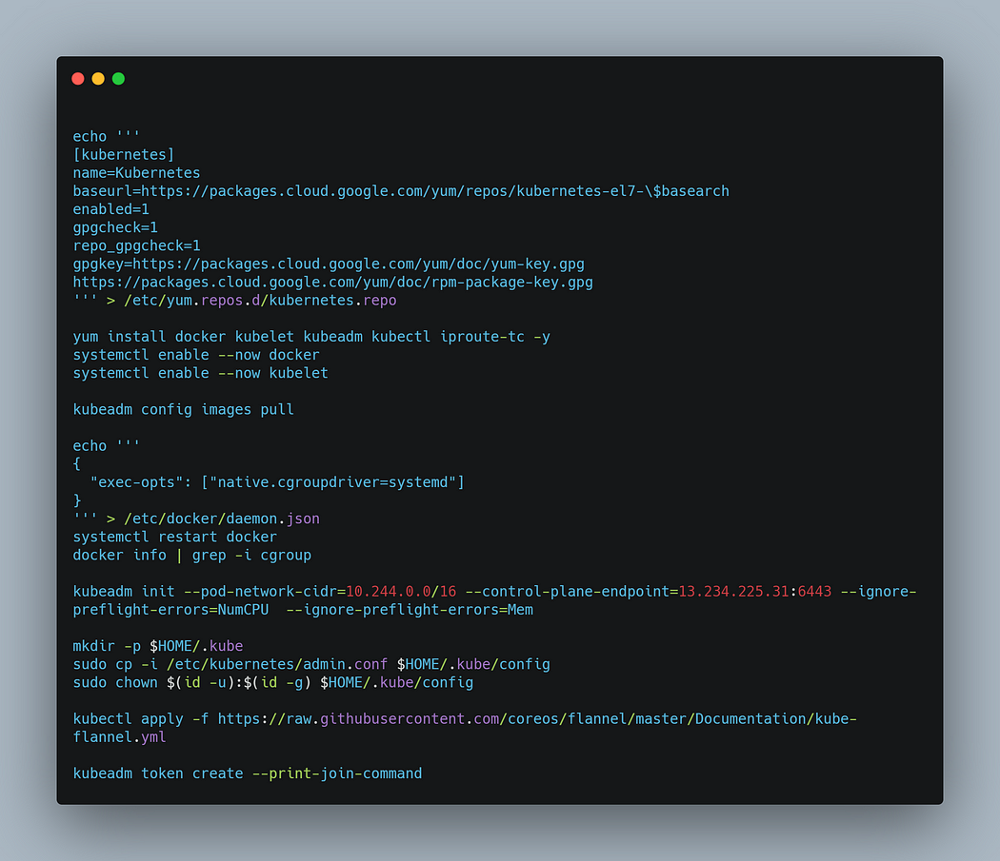 echo '''
[kubernetes]
name=Kubernetes
baseurl=https://packages.cloud.google.com/yum/repos/kubernetes-el7-\$basearch
enabled=1
gpgcheck=1
repo_gpgcheck=1
gpgkey=https://packages.cloud.google.com/yum/doc/yum-key.gpg
https://packages.cloud.google.com/yum/doc/rpm-package-key.gpg
''' > /etc/yum.repos.d/kubernetes.repo

yum install docker kubelet kubeadm kubectl iproute-tc -y
systemctl enable --now docker
systemctl enable --now kubelet

kubeadm config images pull

echo '''
{
  "exec-opts": ["native.cgroupdriver=systemd"]
}
''' > /etc/docker/daemon.json
systemctl restart docker
docker info | grep -i cgroup

kubeadm init --pod-network-cidr=10.244.0.0/16 --control-plane-endpoint=13.234.225.31:6443 --ignore-
preflight-errors=NumCPU  --ignore-preflight-errors=Mem

mkdir -p $HOME/.kube
sudo cp -i /etc/kubernetes/admin.conf $HOME/.kube/config
sudo chown $(id -u):$(id -g) $HOME/.kube/config

kubectl apply -f https://raw.githubusercontent.com/coreos/flannel/master/Documentation/kube-
flannel.yml

kubeadm token create --print-join-command